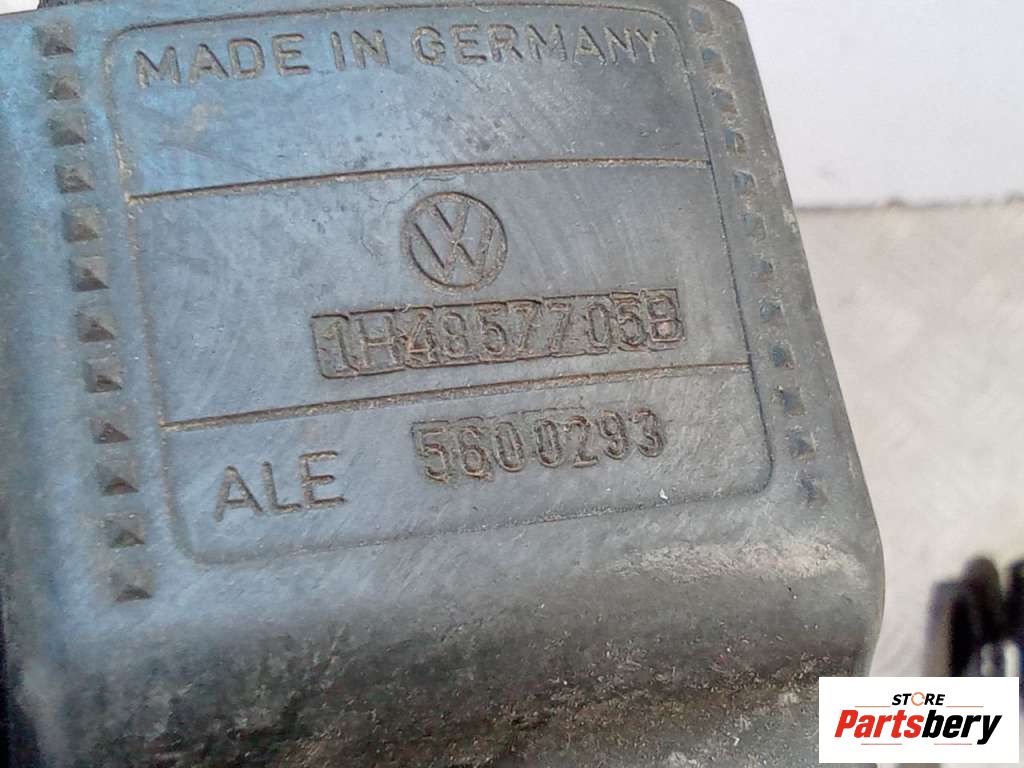 MADE IN GERMANY
1H4857705B
ALE 5600293
STORE
Partsbery